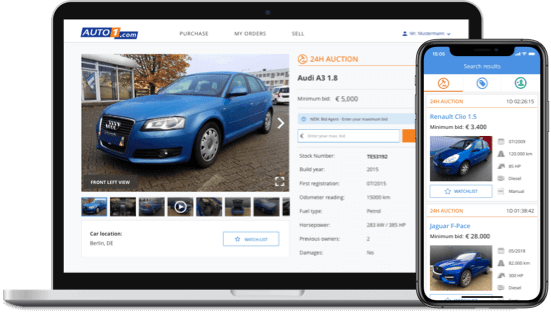 AUTO1.com
PURCHASE
MY ORDERS
SELL
Mr. Mustermann
24H AUCTION
Audi A3 1.8
Minimum bid: € 5,000
NEW: Bid Agent - Enter your maximum bid
€ Enter your max. bid
FRONT LEFT VIEW
Stock Number: TE53192
Build year: 2015
First registration: 07/2015
Odometer reading: 15000 km
Fuel type: Petrol
Horsepower: 283 kW / 385 HP
Previous owners: 2
Damages: No
Car location:
Berlin, DE
WATCHLIST
10:06
Search results
24H AUCTION 1D 02:26:15
Renault Clio 1.5
Minimum bid: € 3.400
07/2009
120,000 km
85 HP
Diesel
Manual
WATCHLIST
24H AUCTION 1D 01:38:42
Jaguar F-Pace
Minimum bid: € 28.000
05/2018
82,000 km
300 HP
Diesel